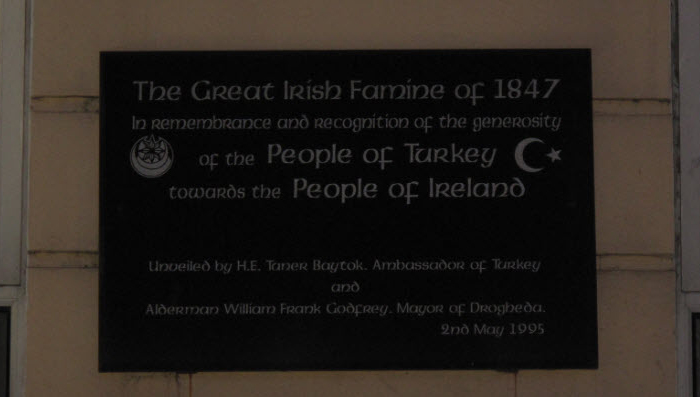 The Great Irish Famine of 1847
In remembrance and recognition of the generosity
of the People of Turkey
towards the People of Ireland
Unveiled by H.E. Taner Baytok. Ambassador of Turkey
and
Alderman William Frank Godfrey. Mayor of Drogheda.
2nd May 1995